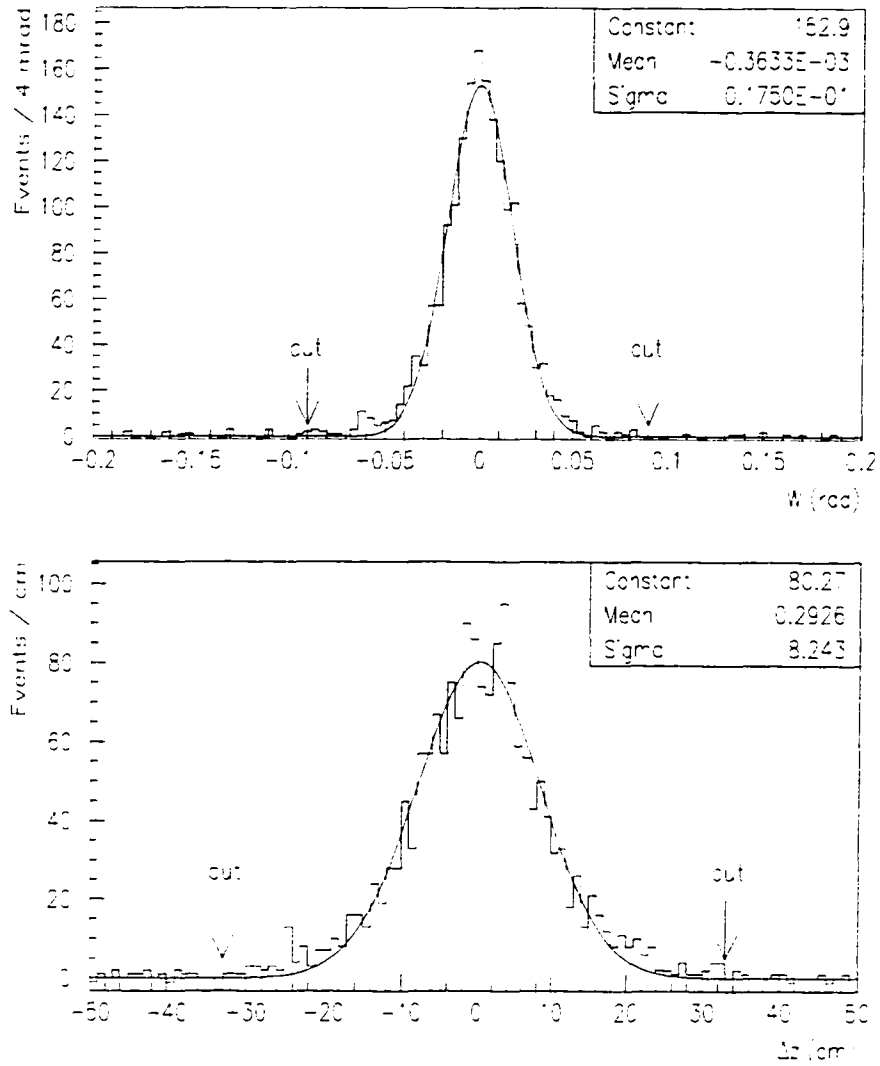 Events / 4 mrad
180
160
140
120
100
80
60
40
20
0
Constant 152.9
Mean -0.3633E-03
Sigma 0.1750E-01
cut
cut
-0.2 -0.15 -0.1 -0.05 0 0.05 0.1 0.15 0.2
W (rad)
Events / cm
100
80
60
40
20
0
Constant 80.27
Mean 0.2926
Sigma 8.243
cut
cut
-50 -40 -30 -20 -10 0 10 20 30 40 50
Δz (cm)